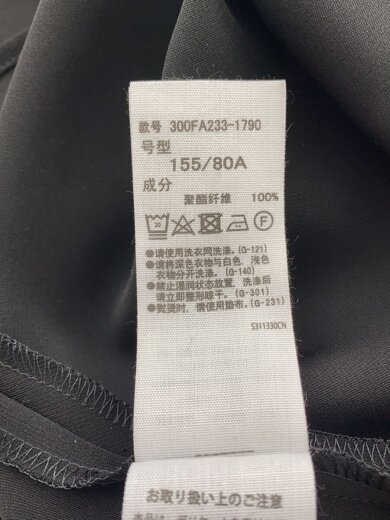 款号 300FA233-1790
号型
155/80A
成分
聚酯纤维 100%
F
●请使用洗衣网洗涤。(G-121)
●请将深色衣物与白色、浅色
衣物分开洗涤。(G-140)
●禁止湿润状态放置，洗涤后
请立即整形晾干。(G-301)
●熨烫时，请使用垫布。(G-231)
S311330CN
お取り扱い上のご注意